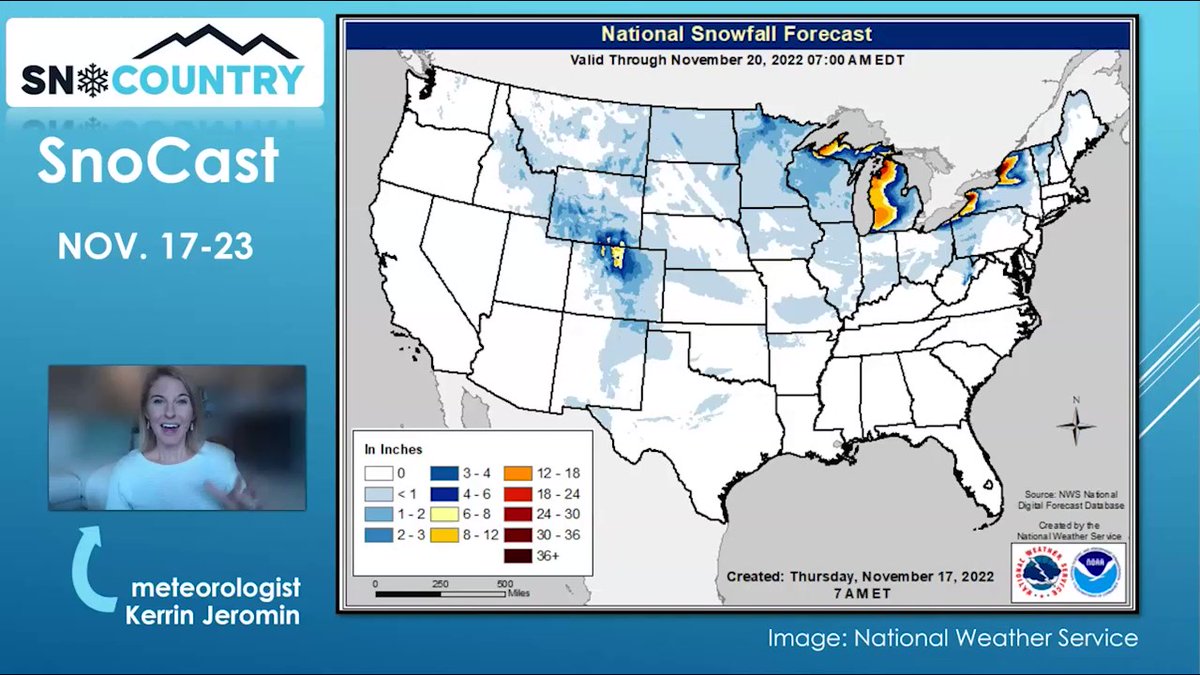 SNOCOUNTRY
SnoCast
NOV. 17-23
meteorologist
Kerrin Jeromin
National Snowfall Forecast
Valid Through November 20, 2022 07:00 AM EDT
In Inches
0
< 1
1 - 2
2 - 3
3 - 4
4 - 6
6 - 8
8 - 12
12 - 18
18 - 24
24 - 30
30 - 36
36+
0 250 500
Miles
N
Source: NWS National
Digital Forecast Database
Created by the
National Weather Service
Created: Thursday, November 17, 2022
7 AM ET
NATIONAL WEATHER SERVICE
NOAA
Image: National Weather Service